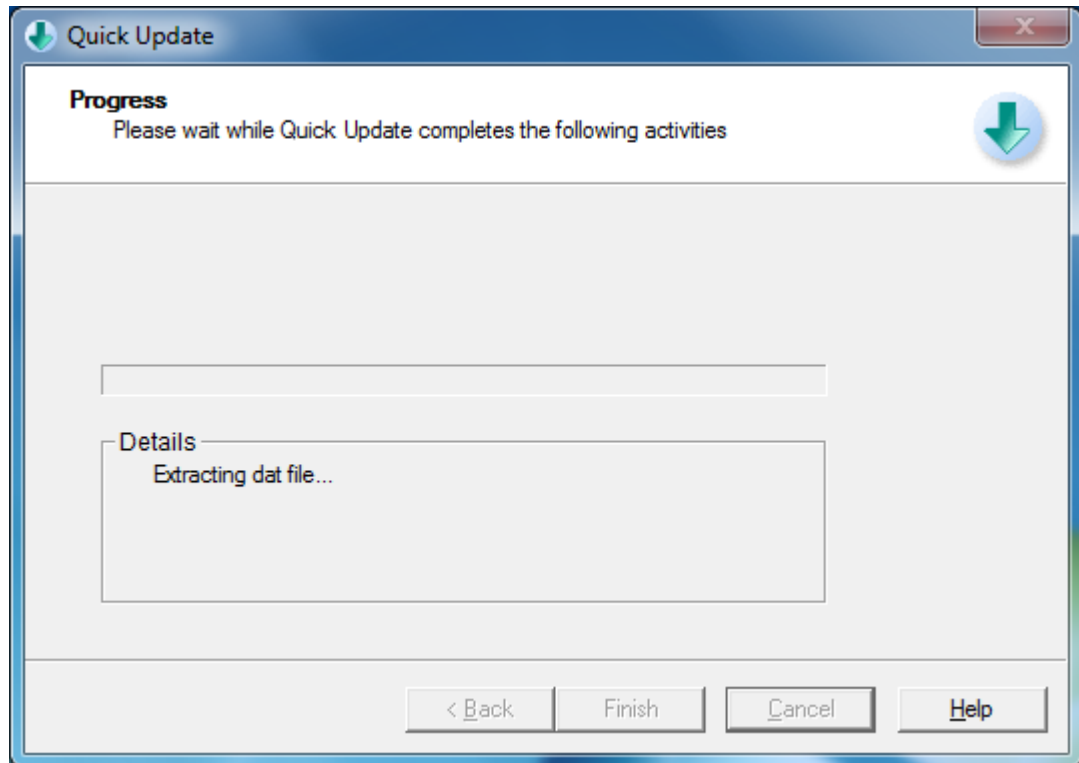 Quick Update
Progress
Please wait while Quick Update completes the following activities
Details
Extracting dat file...
< Back
Finish
Cancel
Help